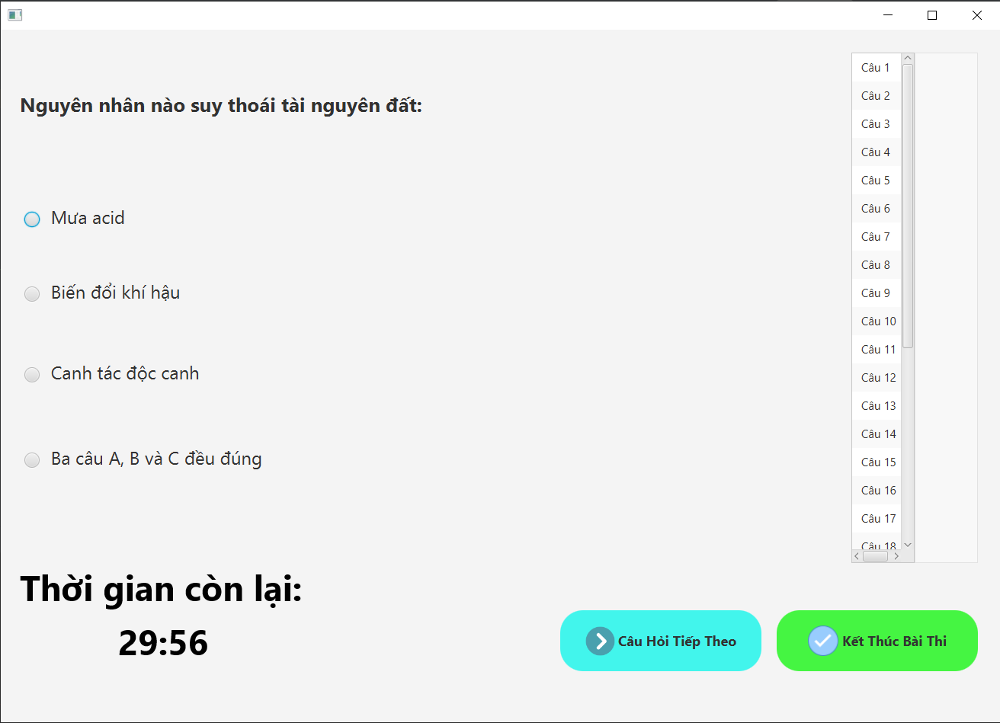 Nguyên nhân nào suy thoái tài nguyên đất:
Mưa acid
Biến đổi khí hậu
Canh tác độc canh
Ba câu A, B và C đều đúng
Thời gian còn lại:
29:56
Câu Hỏi Tiếp Theo
Kết Thúc Bài Thi
Câu 1
Câu 2
Câu 3
Câu 4
Câu 5
Câu 6
Câu 7
Câu 8
Câu 9
Câu 10
Câu 11
Câu 12
Câu 13
Câu 14
Câu 15
Câu 16
Câu 17
Câu 18